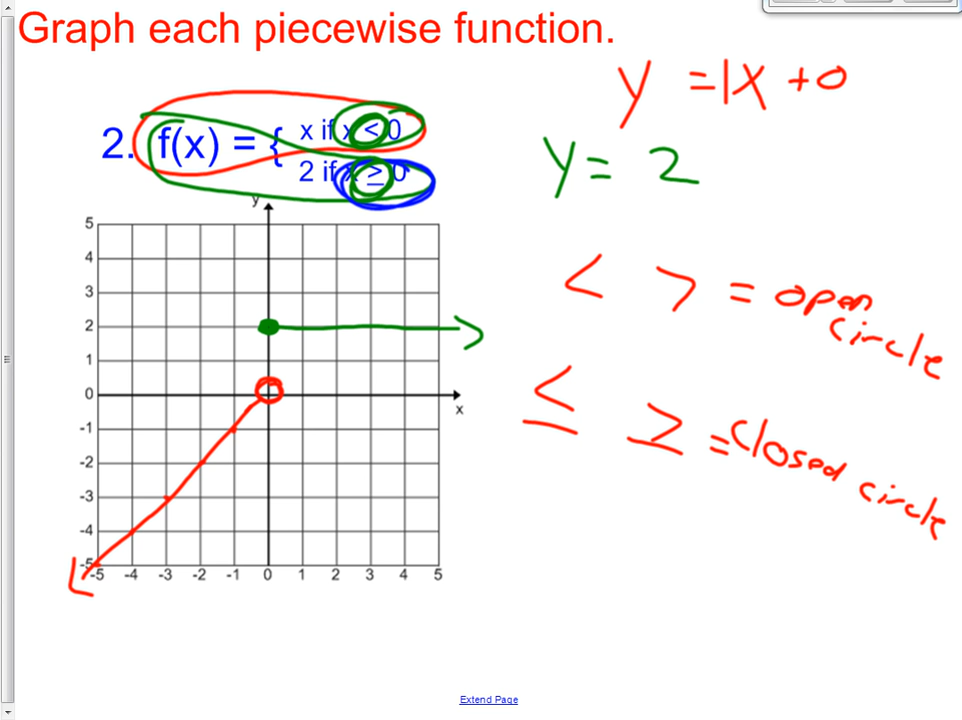 Graph each piecewise function.
y = 1x + 0
2. f(x) = { x if x < 0
2 if x ≥ 0
y = 2
y
5
4
3
2
1
0
-1
-2
-3
-4
-5
x
-5 -4 -3 -2 -1 0 1 2 3 4 5
< > = open
circle
≤ ≥ = closed circle
Extend Page